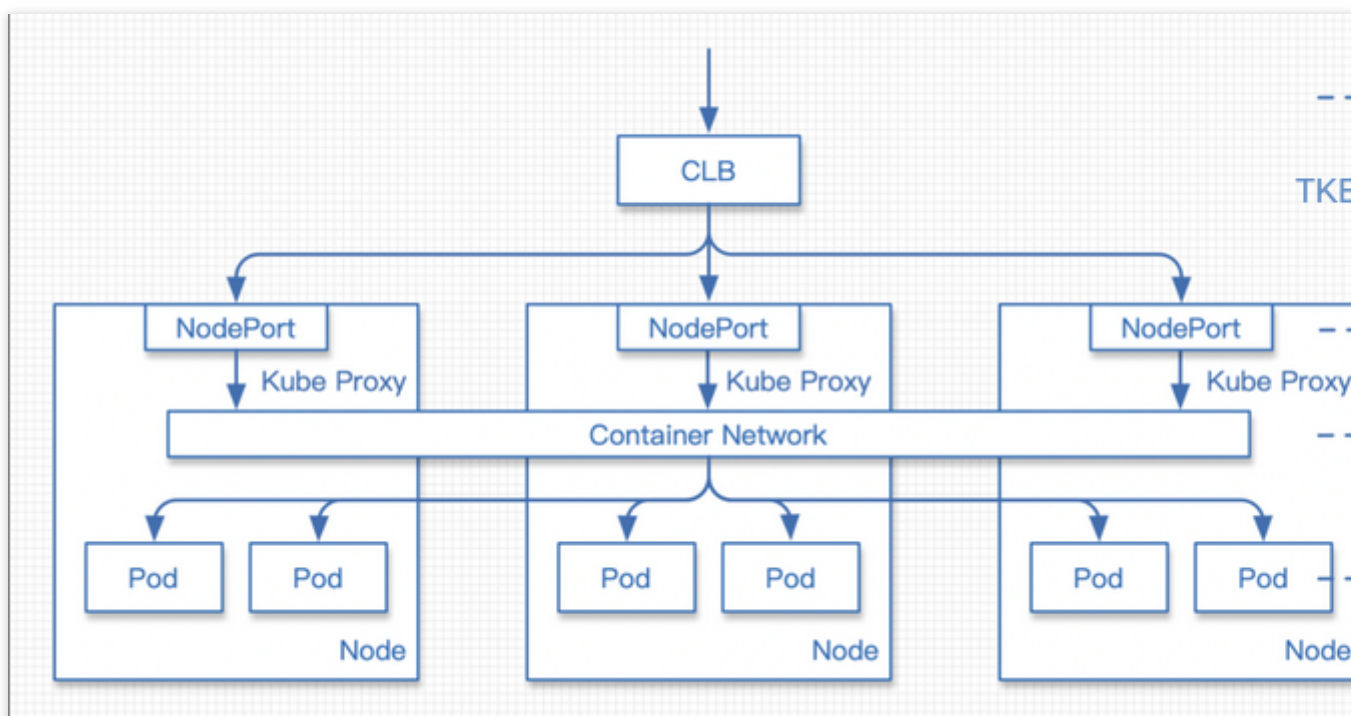 CLB
TKE
NodePort
NodePort
NodePort
Kube Proxy
Kube Proxy
Kube Proxy
Container Network
Pod
Pod
Pod
Pod
Pod
Pod
Node
Node
Node